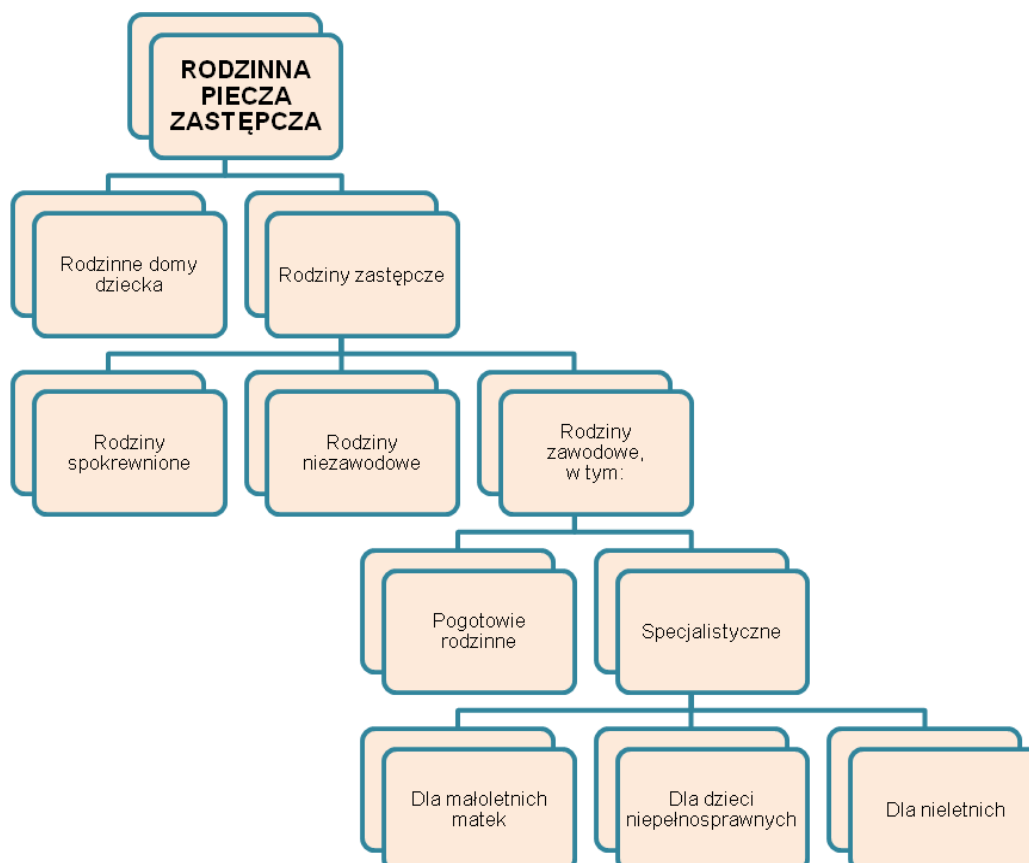 RODZINNA
PIECZA
ZASTĘPCZA
Rodzinne domy
dziecka
Rodziny zastępcze
Rodziny
spokrewnione
Rodziny
niezawodowe
Rodziny
zawodowe,
w tym:
Pogotowie
rodzinne
Specjalistyczne
Dla małoletnich
matek
Dla dzieci
niepełnosprawnych
Dla nieletnich